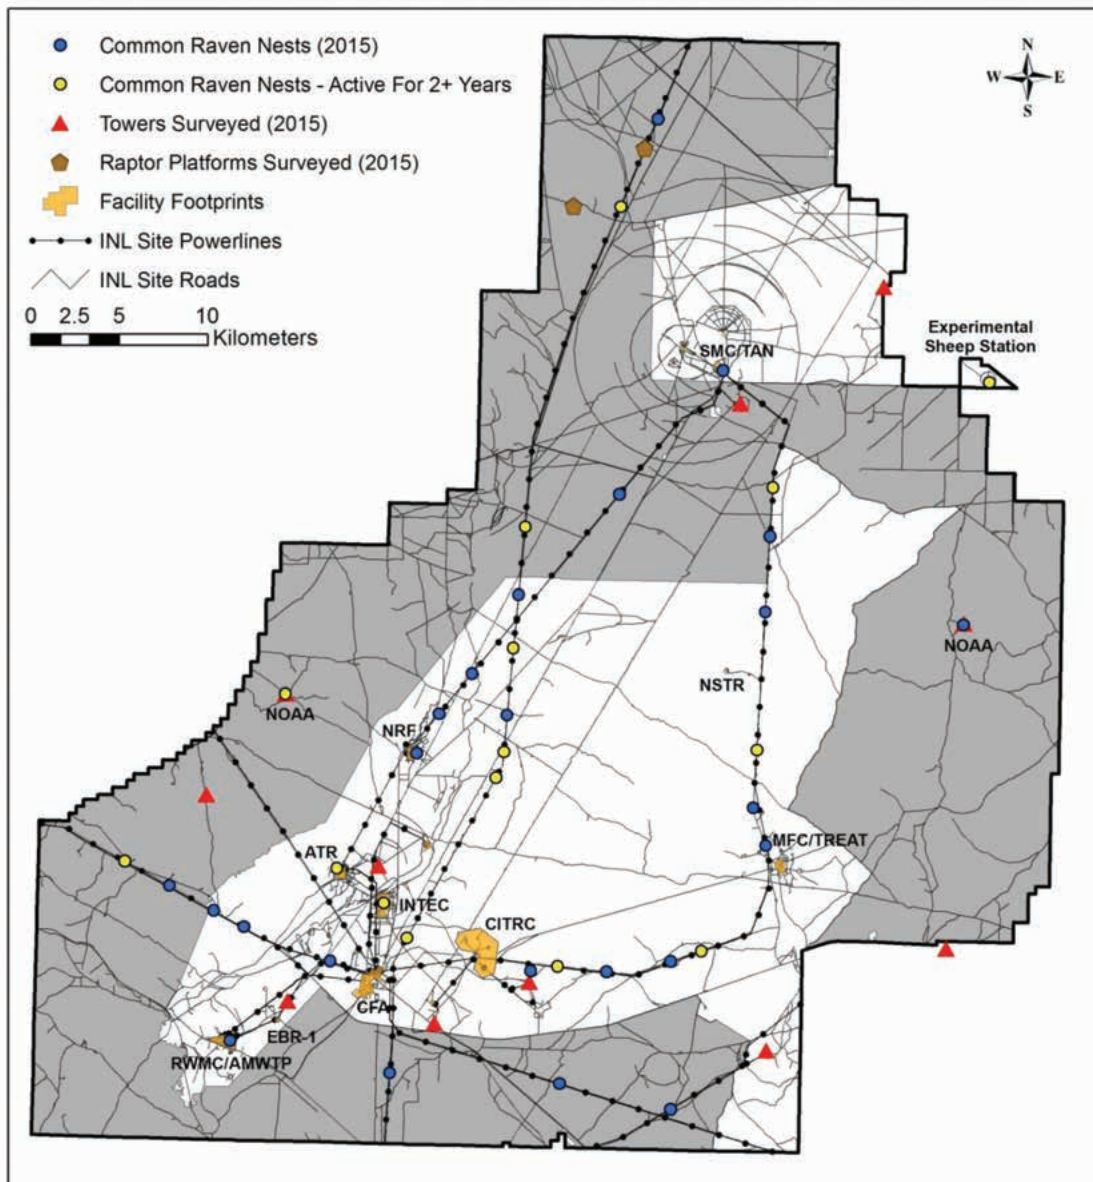 Common Raven Nests (2015)
Common Raven Nests - Active For 2+ Years
Towers Surveyed (2015)
Raptor Platforms Surveyed (2015)
Facility Footprints
INL Site Powerlines
INL Site Roads
0 2.5 5 10
Kilometers
N
W E
S
SMC/TAN
Experimental
Sheep Station
NOAA
NSTR
NOAA
NRF
MFC/TREAT
ATR
INTEC
CITRC
CFA
EBR-1
RWMC/AMWTP